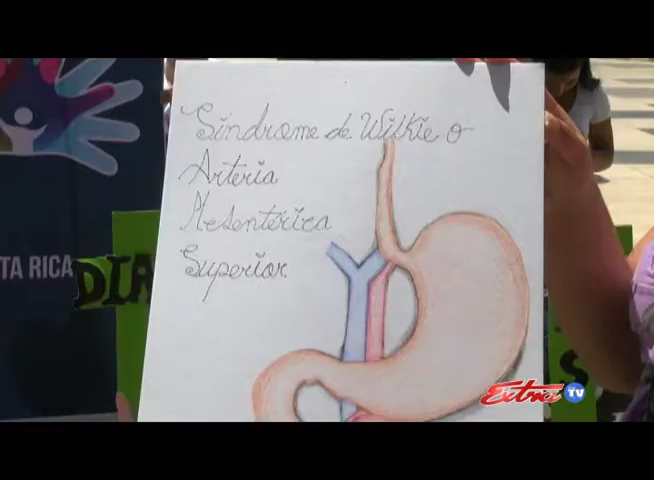 Síndrome de Wilkie o
Arteria
Mesentérica
Superior
TA RICA
DIA
S
Extra TV